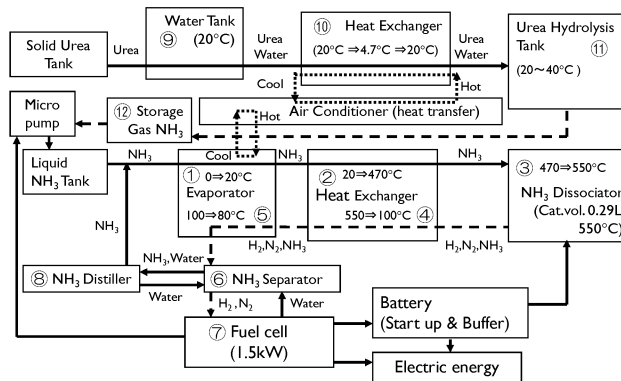 Solid Urea
Tank
Urea
Water Tank
⑨ (20°C)
Urea
Water
⑩ Heat Exchanger
(20°C ⇒4.7°C ⇒20°C)
Urea
Water
Urea Hydrolysis
Tank ⑪
(20~40°C)
Cool
Hot
Micro
pump
⑫ Storage
Gas NH₃
Air Conditioner (heat transfer)
Hot
Cool
Liquid
NH₃ Tank
NH₃
NH₃
NH₃
① 0⇒20°C
Evaporator
100⇒80°C ⑤
② 20⇒470°C
Heat Exchanger
550⇒100°C ④
③ 470⇒550°C
NH₃ Dissociator
(Cat.vol. 0.29L
550°C)
NH₃
H₂,N₂,NH₃
H₂,N₂,NH₃
NH₃,Water
⑧ NH₃ Distiller
Water
⑥ NH₃ Separator
H₂,N₂
Water
⑦ Fuel cell
(1.5kW)
Battery
(Start up & Buffer)
Electric energy